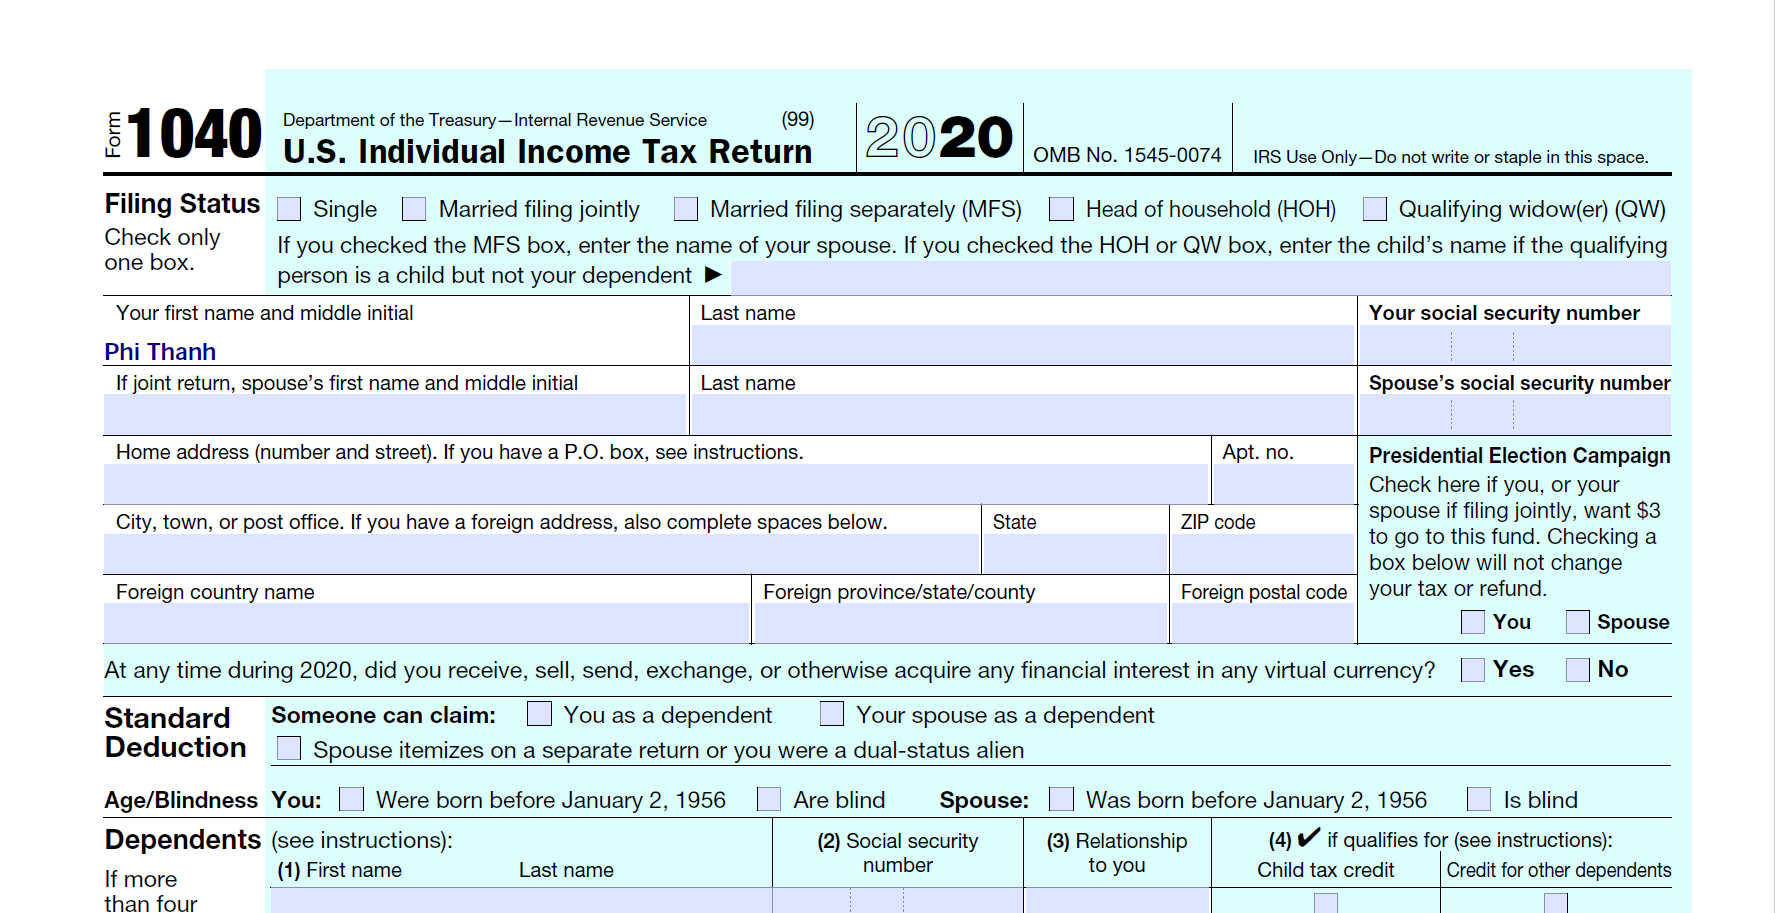 Form 1040 Department of the Treasury—Internal Revenue Service (99)
U.S. Individual Income Tax Return 2020 OMB No. 1545-0074 IRS Use Only—Do not write or staple in this space.
Filing Status
Check only
one box.
Single Married filing jointly Married filing separately (MFS) Head of household (HOH) Qualifying widow(er) (QW)
If you checked the MFS box, enter the name of your spouse. If you checked the HOH or QW box, enter the child’s name if the qualifying
person is a child but not your dependent ▶
Your first name and middle initial Last name Your social security number
Phi Thanh
If joint return, spouse’s first name and middle initial Last name Spouse’s social security number
Home address (number and street). If you have a P.O. box, see instructions. Apt. no.
City, town, or post office. If you have a foreign address, also complete spaces below. State ZIP code
Foreign country name Foreign province/state/county Foreign postal code
Presidential Election Campaign
Check here if you, or your
spouse if filing jointly, want $3
to go to this fund. Checking a
box below will not change
your tax or refund.
You Spouse
At any time during 2020, did you receive, sell, send, exchange, or otherwise acquire any financial interest in any virtual currency? Yes No
Standard
Deduction
Someone can claim: You as a dependent Your spouse as a dependent
Spouse itemizes on a separate return or you were a dual-status alien
Age/Blindness You: Were born before January 2, 1956 Are blind Spouse: Was born before January 2, 1956 Is blind
Dependents (see instructions):
If more
than four
(1) First name Last name
(2) Social security
number
(3) Relationship
to you
(4) ✔ if qualifies for (see instructions):
Child tax credit Credit for other dependents